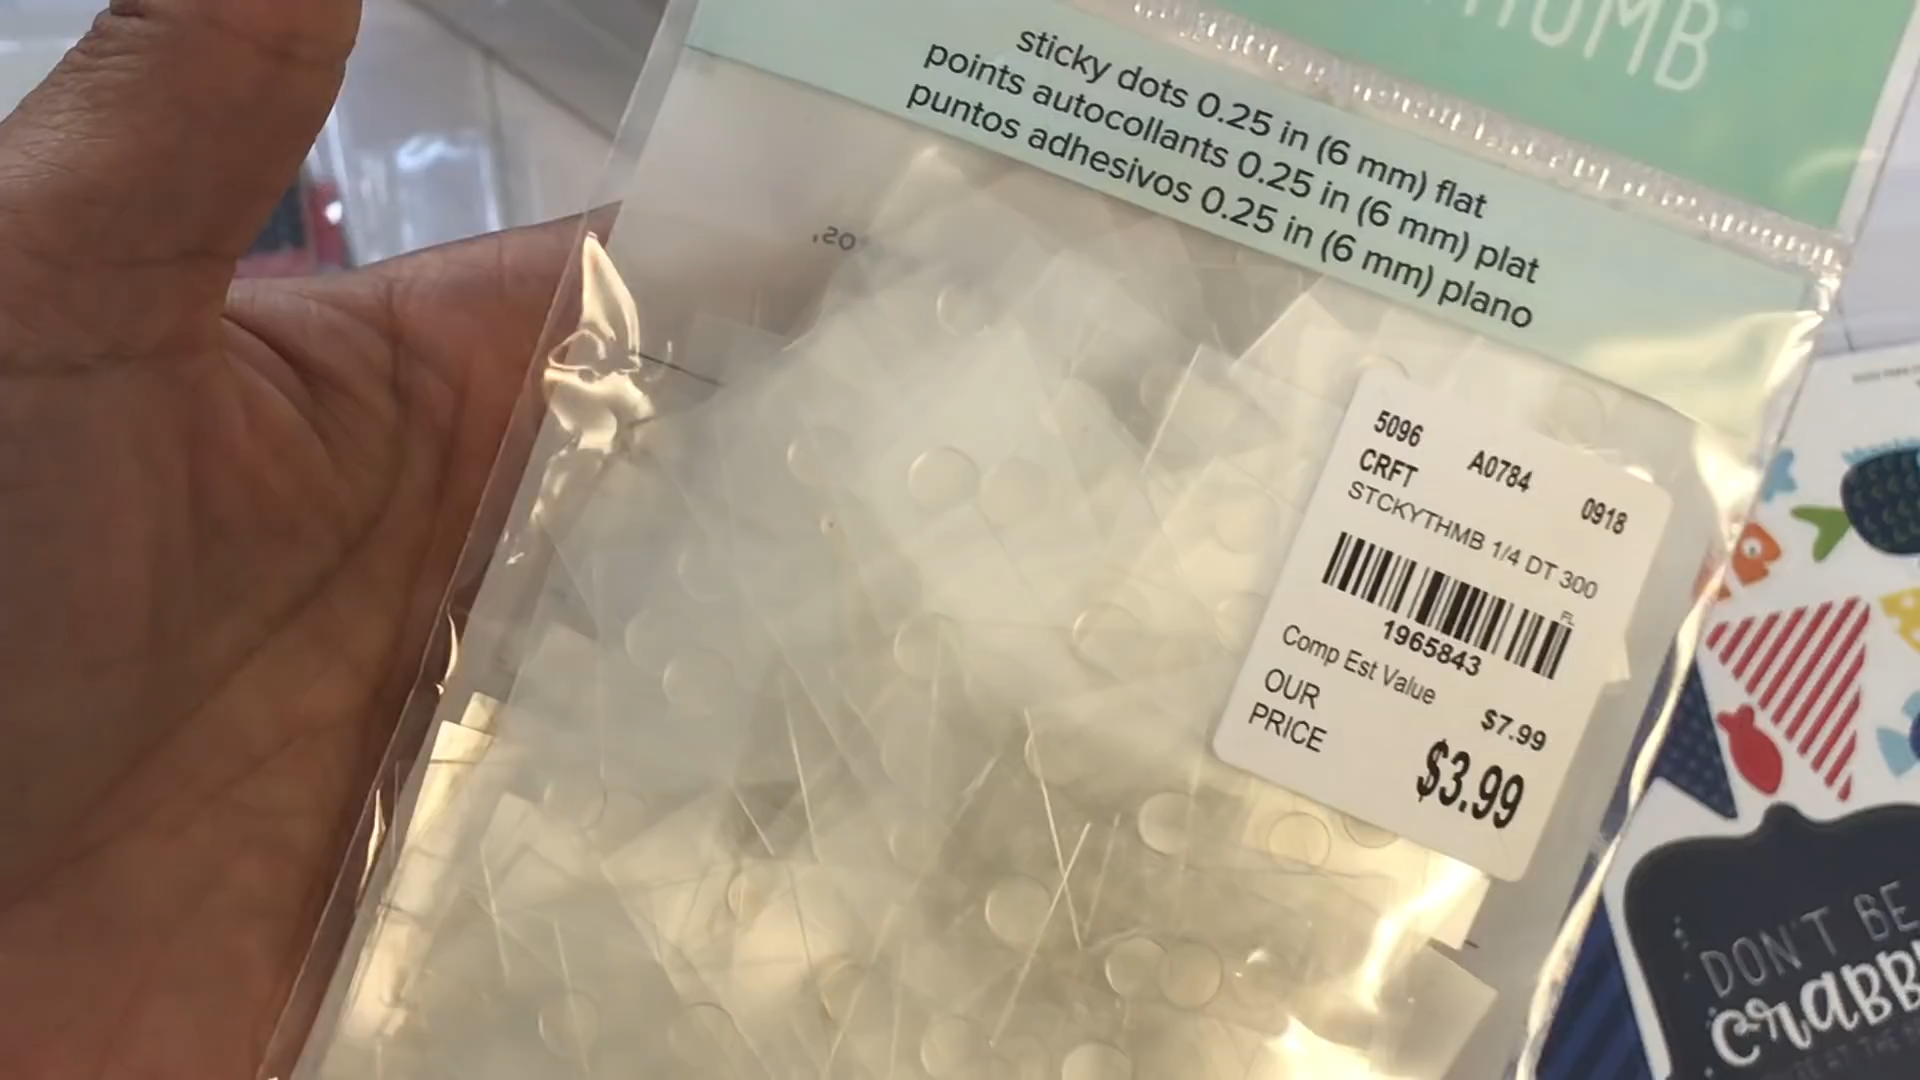 THUMB
sticky dots 0.25 in (6 mm) flat
points autocollants 0.25 in (6 mm) plat
puntos adhesivos 0.25 in (6 mm) plano
5096 A0784 0918
CRFT
STCKYTHMB 1/4 DT 300
FL
1965843
Comp Est Value $7.99
OUR
PRICE $3.99
DON'T BE